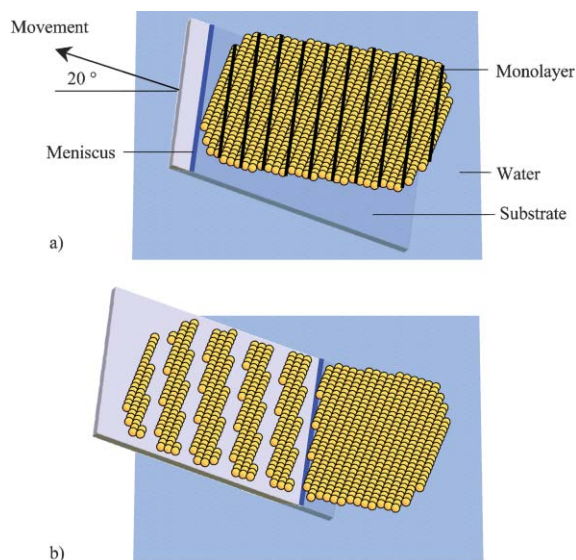 Movement
20 °
Monolayer
Meniscus
Water
Substrate
a)
b)